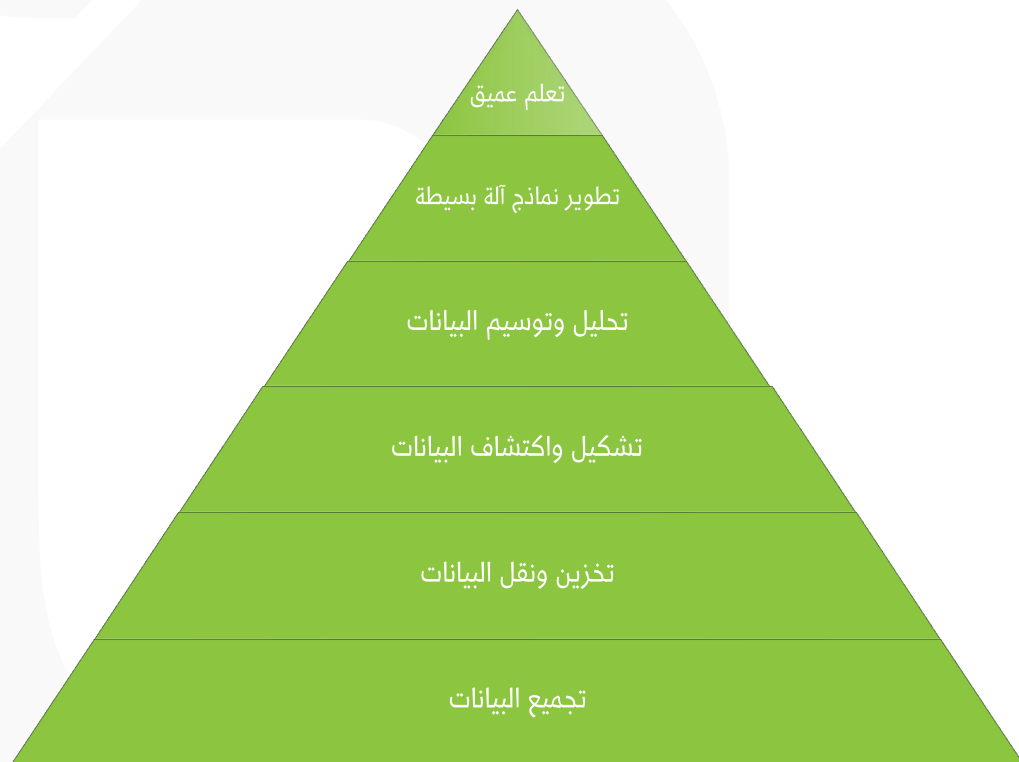 تعلم عميق
تطوير نماذج آلة بسيطة
تحليل وتوسيم البيانات
تشكيل واكتشاف البيانات
تخزين ونقل البيانات
تجميع البيانات